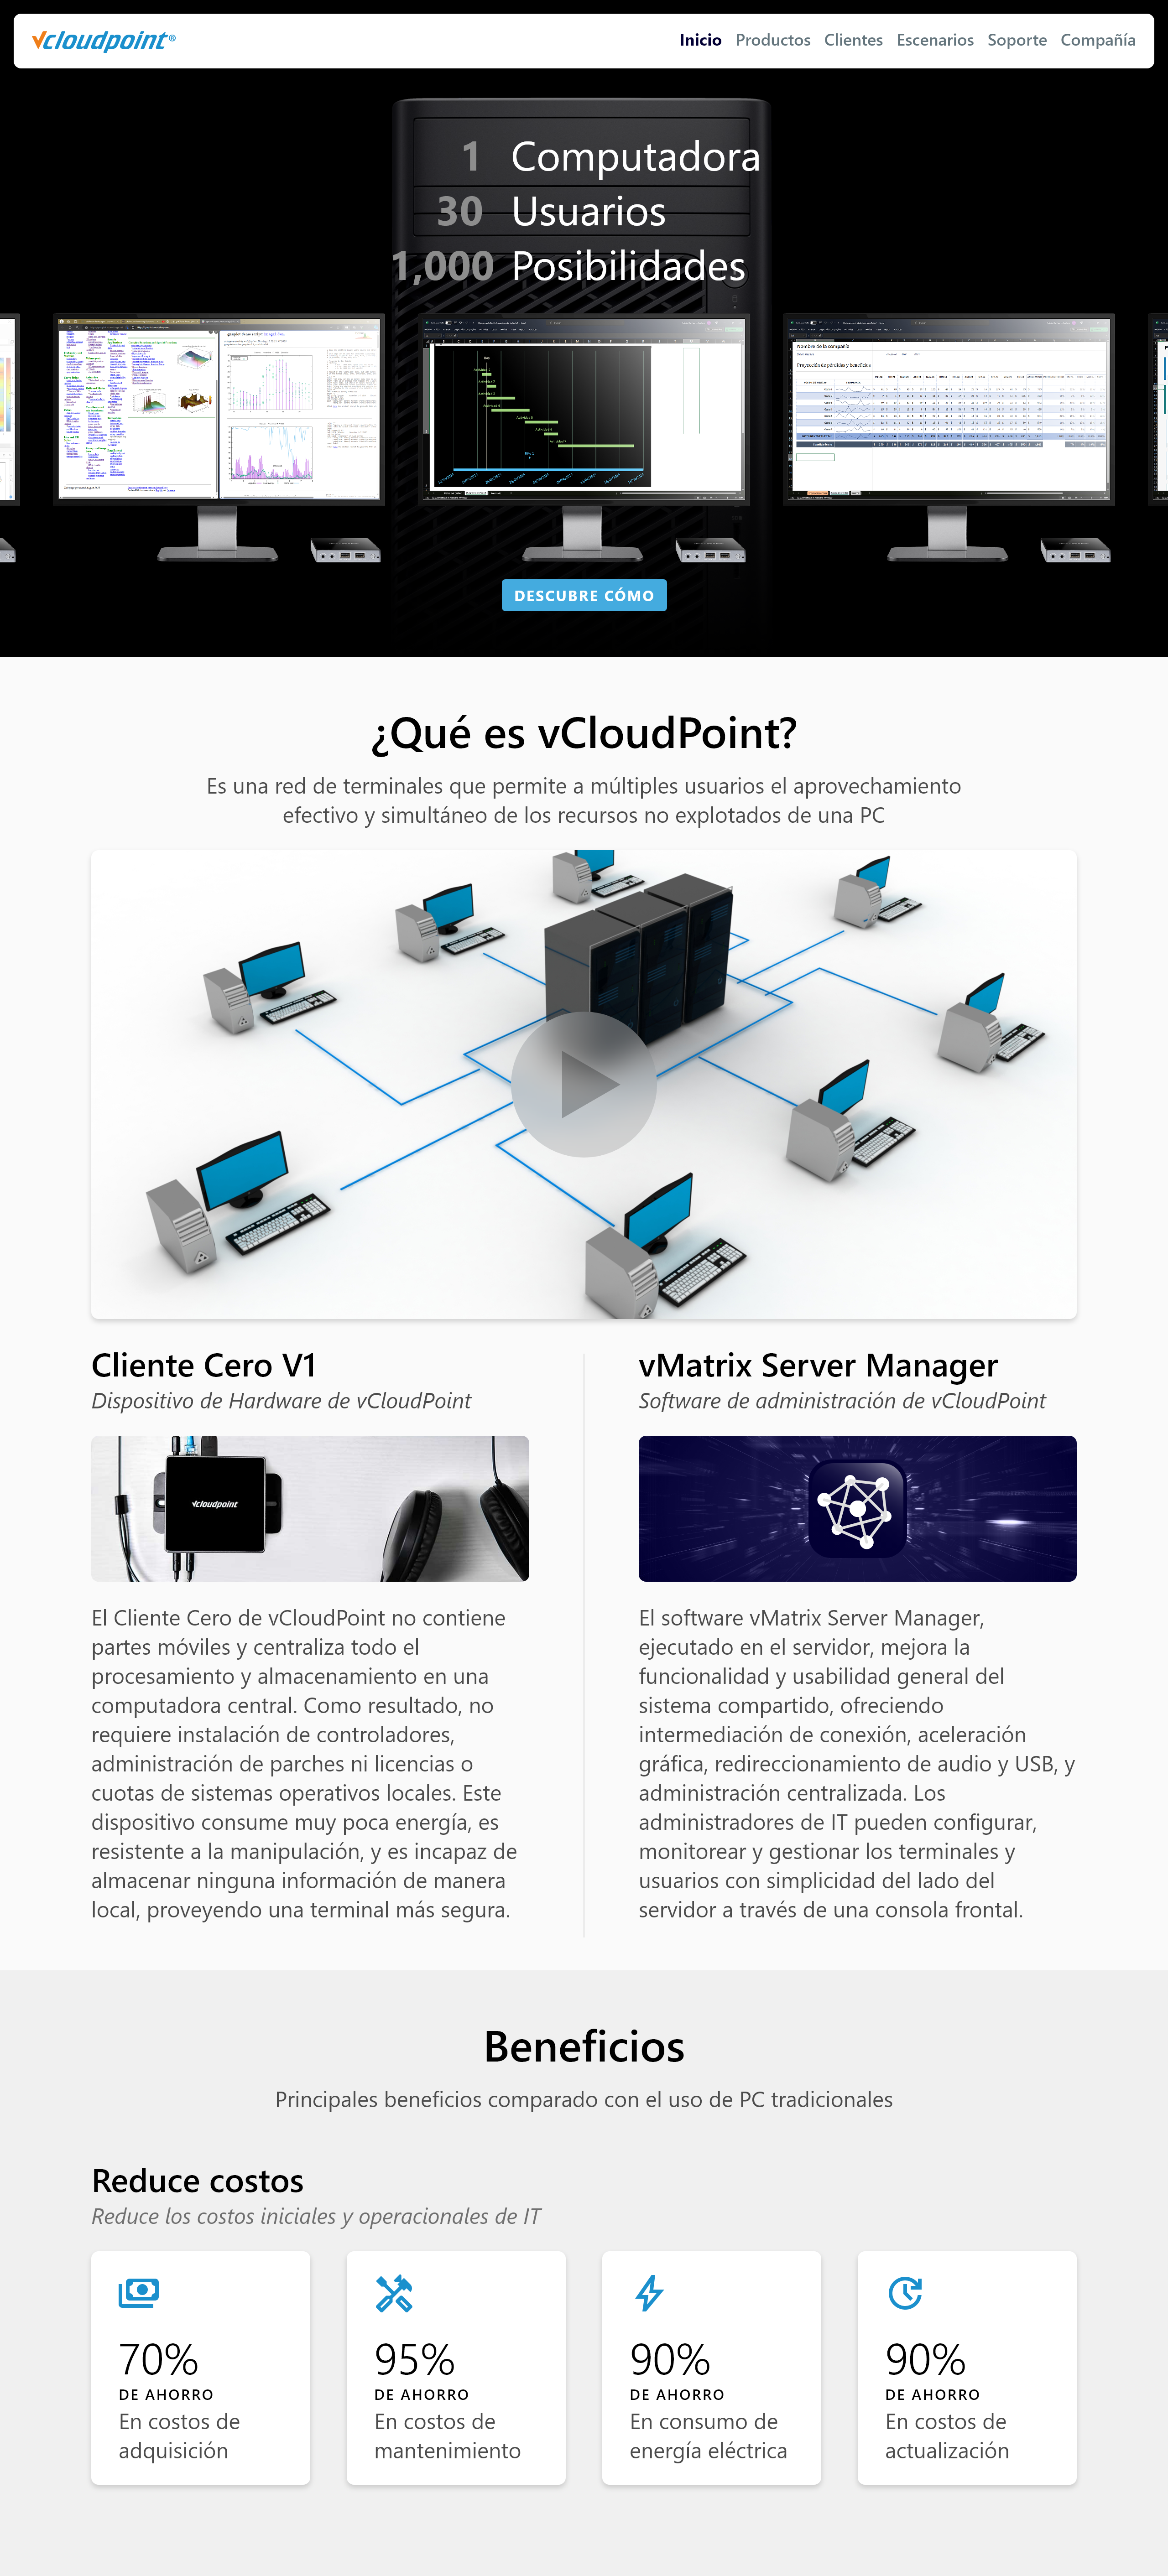 vcloudpoint®
Inicio Productos Clientes Escenarios Soporte Compañía
1 Computadora
30 Usuarios
1,000 Posibilidades
Nombre de la compañía
Proyección de pérdidas y beneficios
DESCUBRE CÓMO
¿Qué es vCloudPoint?
Es una red de terminales que permite a múltiples usuarios el aprovechamiento
efectivo y simultáneo de los recursos no explotados de una PC
Cliente Cero V1
Dispositivo de Hardware de vCloudPoint
vcloudpoint
El Cliente Cero de vCloudPoint no contiene
partes móviles y centraliza todo el
procesamiento y almacenamiento en una
computadora central. Como resultado, no
requiere instalación de controladores,
administración de parches ni licencias o
cuotas de sistemas operativos locales. Este
dispositivo consume muy poca energía, es
resistente a la manipulación, y es incapaz de
almacenar ninguna información de manera
local, proveyendo una terminal más segura.
vMatrix Server Manager
Software de administración de vCloudPoint
El software vMatrix Server Manager,
ejecutado en el servidor, mejora la
funcionalidad y usabilidad general del
sistema compartido, ofreciendo
intermediación de conexión, aceleración
gráfica, redireccionamiento de audio y USB, y
administración centralizada. Los
administradores de IT pueden configurar,
monitorear y gestionar los terminales y
usuarios con simplicidad del lado del
servidor a través de una consola frontal.
Beneficios
Principales beneficios comparado con el uso de PC tradicionales
Reduce costos
Reduce los costos iniciales y operacionales de IT
70%
DE AHORRO
En costos de
adquisición
95%
DE AHORRO
En costos de
mantenimiento
90%
DE AHORRO
En consumo de
energía eléctrica
90%
DE AHORRO
En costos de
actualización